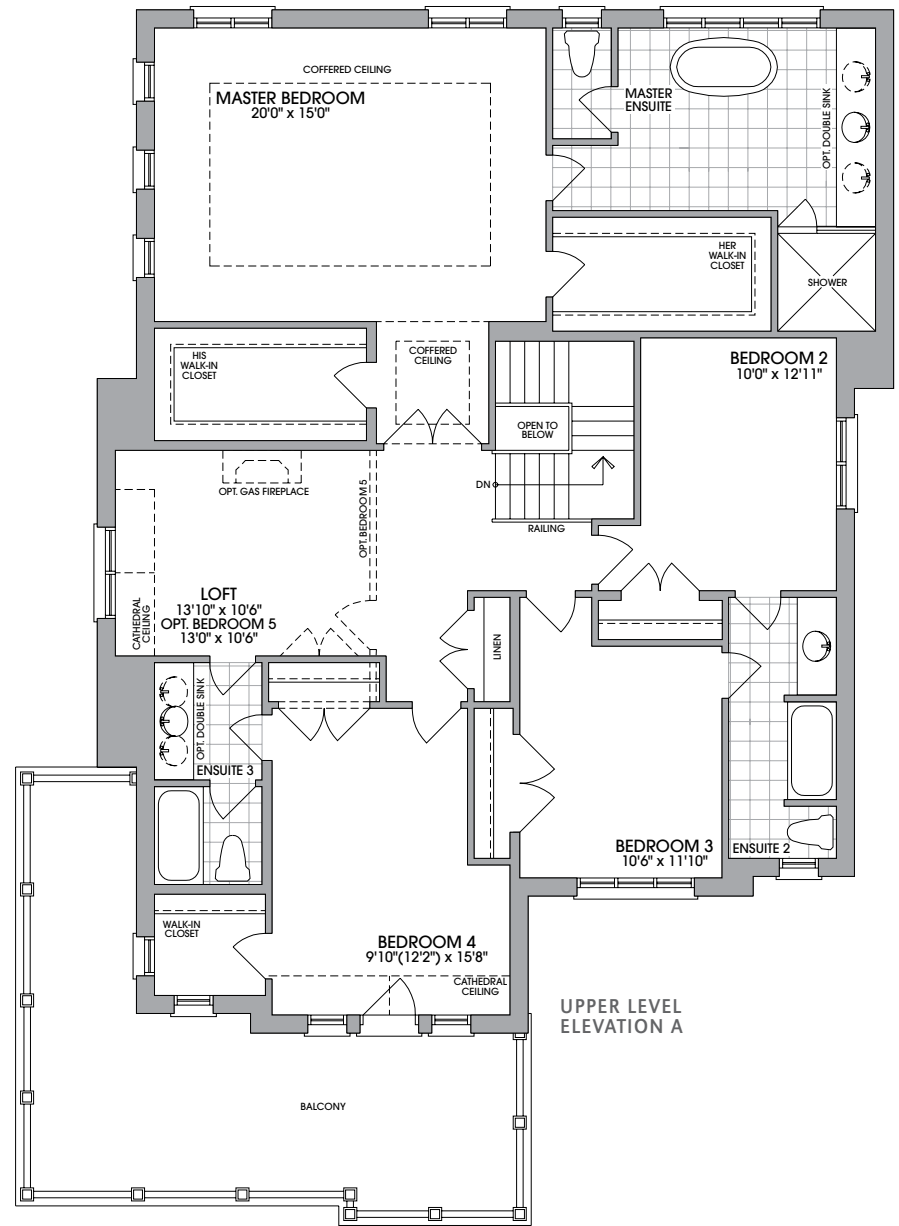 COFFERED CEILING
MASTER BEDROOM
20'0" x 15'0"
MASTER
ENSUITE
OPT. DOUBLE SINK
HER
WALK-IN
CLOSET
SHOWER
HIS
WALK-IN
CLOSET
COFFERED
CEILING
OPEN TO
BELOW
DN
RAILING
BEDROOM 2
10'0" x 12'11"
OPT. GAS FIREPLACE
OPT. BEDROOM 5
CATHEDRAL
CEILING
LOFT
13'10" x 10'6"
OPT. BEDROOM 5
13'0" x 10'6"
LINEN
OPT. DOUBLE SINK
ENSUITE 3
BEDROOM 3
10'6" x 11'10"
ENSUITE 2
WALK-IN
CLOSET
BEDROOM 4
9'10"(12'2") x 15'8"
CATHEDRAL
CEILING
UPPER LEVEL
ELEVATION A
BALCONY